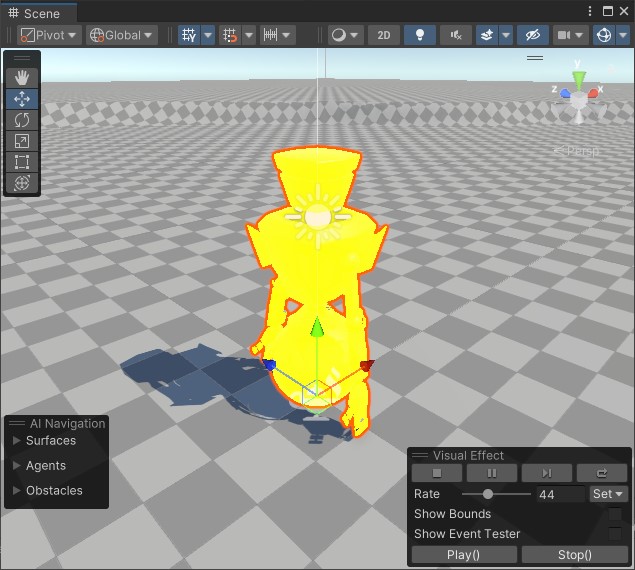 Scene
Pivot
Global
2D
y
z
x
Persp
AI Navigation
Surfaces
Agents
Obstacles
Visual Effect
Rate 44 Set
Show Bounds
Show Event Tester
Play() Stop()